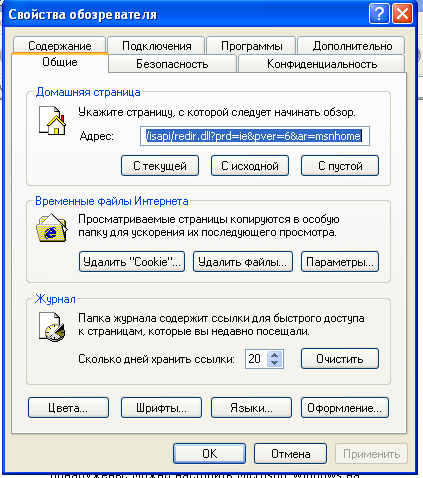 Свойства обозревателя
Содержание Подключения Программы Дополнительно
Общие Безопасность Конфиденциальность
Домашняя страница
Укажите страницу, с которой следует начинать обзор.
Адрес: /isapi/redir.dll?prd=ie&pver=6&ar=msnhome
С текущей С исходной С пустой
Временные файлы Интернета
Просматриваемые страницы копируются в особую
папку для ускорения их последующего просмотра.
Удалить "Cookie"... Удалить файлы... Параметры...
Журнал
Папка журнала содержит ссылки для быстрого доступа
к страницам, которые вы недавно посещали.
Сколько дней хранить ссылки: 20 Очистить
Цвета... Шрифты... Языки... Оформление...
OK Отмена Применить